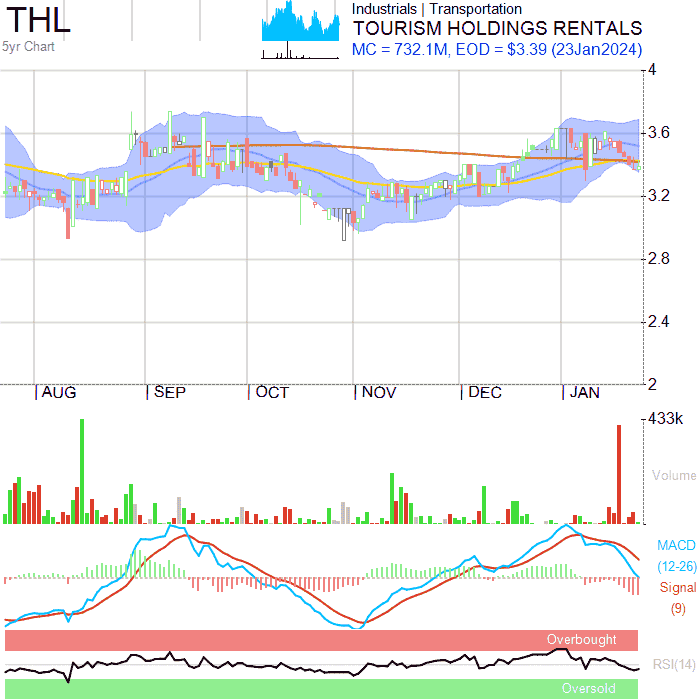 THL
5yr Chart
Industrials | Transportation
TOURISM HOLDINGS RENTALS
MC = 732.1M, EOD = $3.39 (23Jan2024)
4
3.6
3.2
2.8
2.4
2
AUG SEP OCT NOV DEC JAN
433k
Volume
MACD
(12-26)
Signal
(9)
Overbought
RSI(14)
Oversold